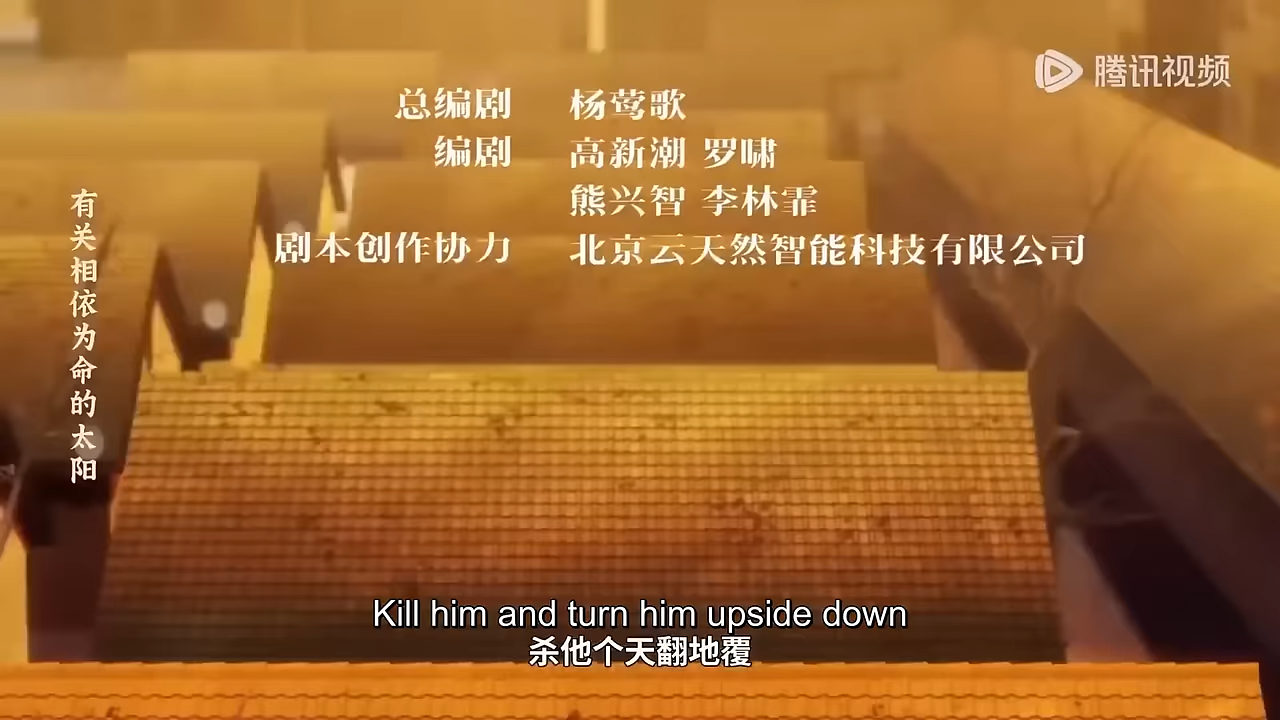 腾讯视频
总编剧 杨莺歌
编剧 高新潮 罗啸
熊兴智 李林霏
剧本创作协力 北京云天然智能科技有限公司
有关相依为命的太阳
Kill him and turn him upside down
杀他个天翻地覆